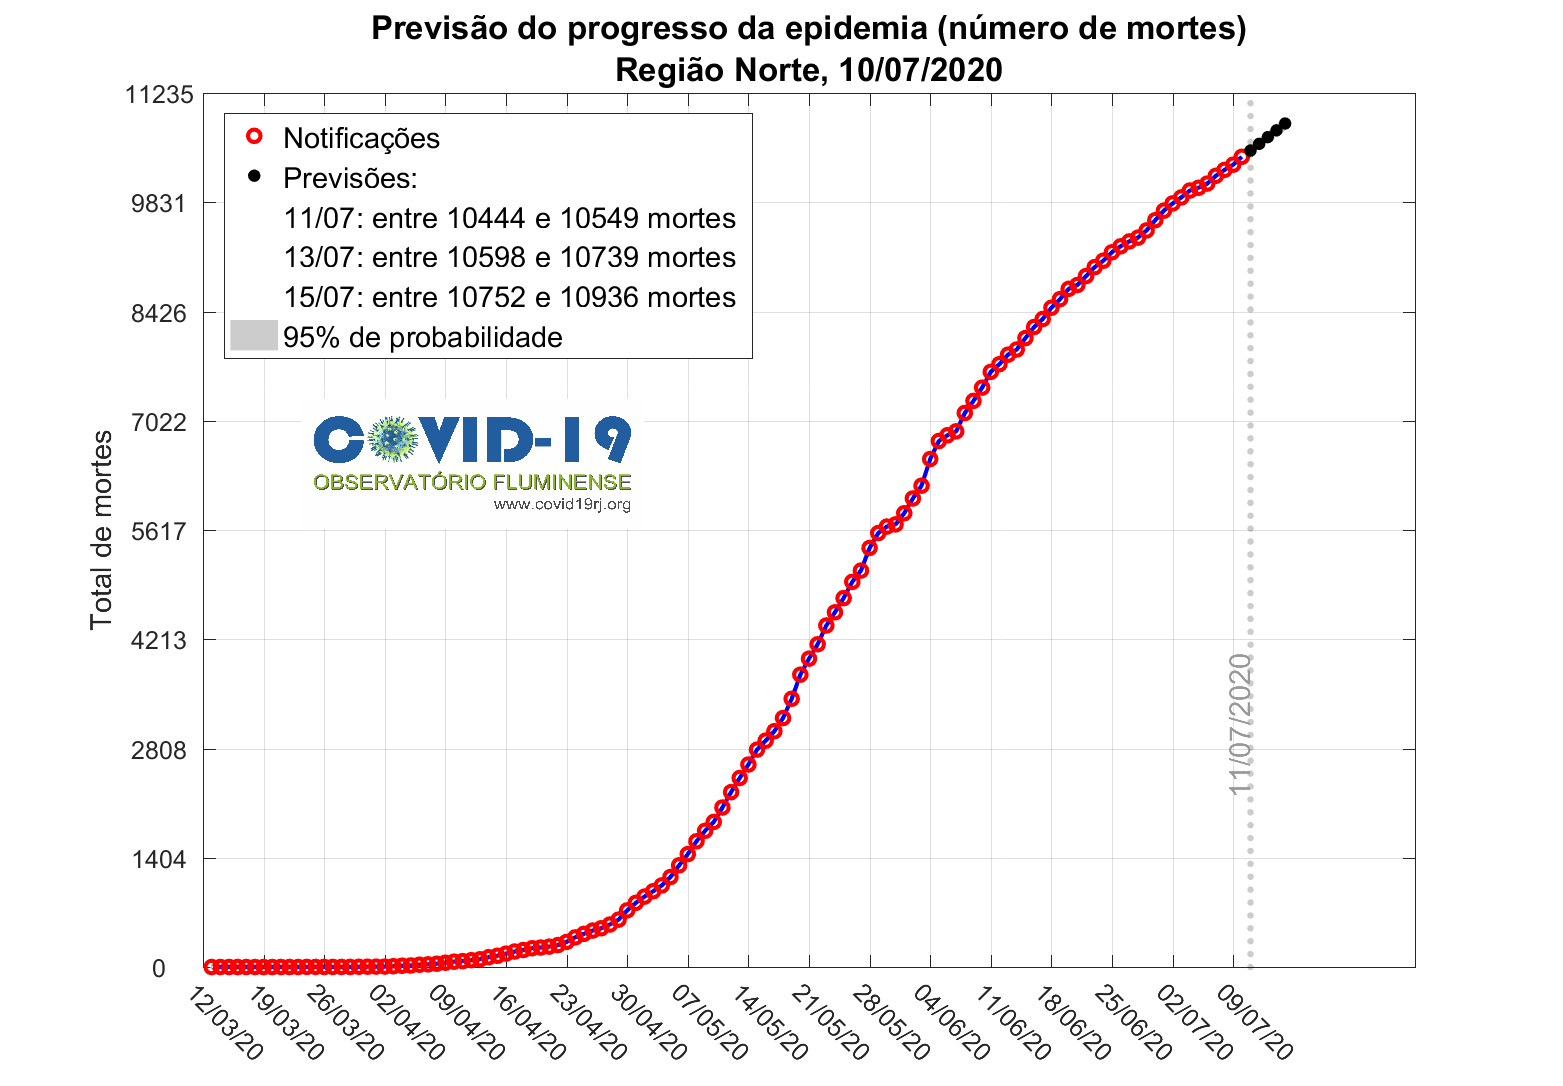 Previsão do progresso da epidemia (número de mortes)
Região Norte, 10/07/2020
Notificações
Previsões:
11/07: entre 10444 e 10549 mortes
13/07: entre 10598 e 10739 mortes
15/07: entre 10752 e 10936 mortes
95% de probabilidade
COVID-19
OBSERVATÓRIO FLUMINENSE
www.covid19rj.org
Total de mortes
11235
9831
8426
7022
5617
4213
2808
1404
0
11/07/2020
12/03/20
19/03/20
26/03/20
02/04/20
09/04/20
16/04/20
23/04/20
30/04/20
07/05/20
14/05/20
21/05/20
28/05/20
04/06/20
11/06/20
18/06/20
25/06/20
02/07/20
09/07/20